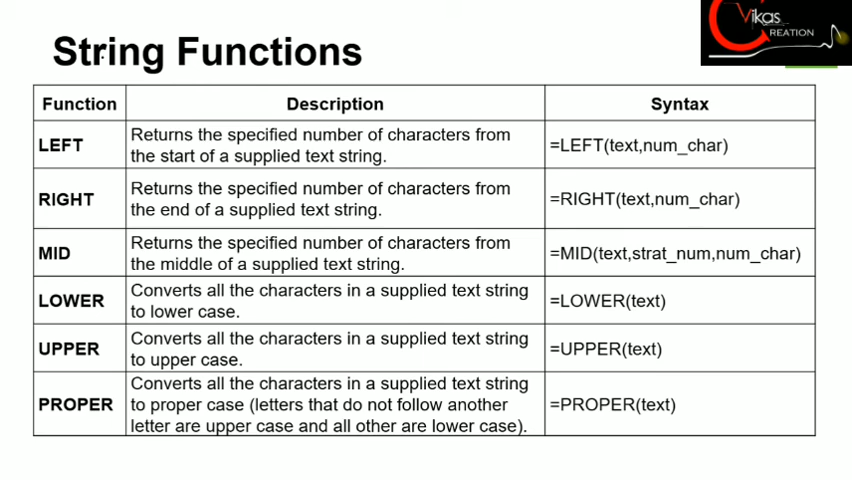 Vikas
CREATION
String Functions
Function Description Syntax
LEFT Returns the specified number of characters from
the start of a supplied text string. =LEFT(text,num_char)
RIGHT Returns the specified number of characters from
the end of a supplied text string. =RIGHT(text,num_char)
MID Returns the specified number of characters from
the middle of a supplied text string. =MID(text,strat_num,num_char)
LOWER Converts all the characters in a supplied text string
to lower case. =LOWER(text)
UPPER Converts all the characters in a supplied text string
to upper case. =UPPER(text)
PROPER Converts all the characters in a supplied text string
to proper case (letters that do not follow another
letter are upper case and all other are lower case). =PROPER(text)